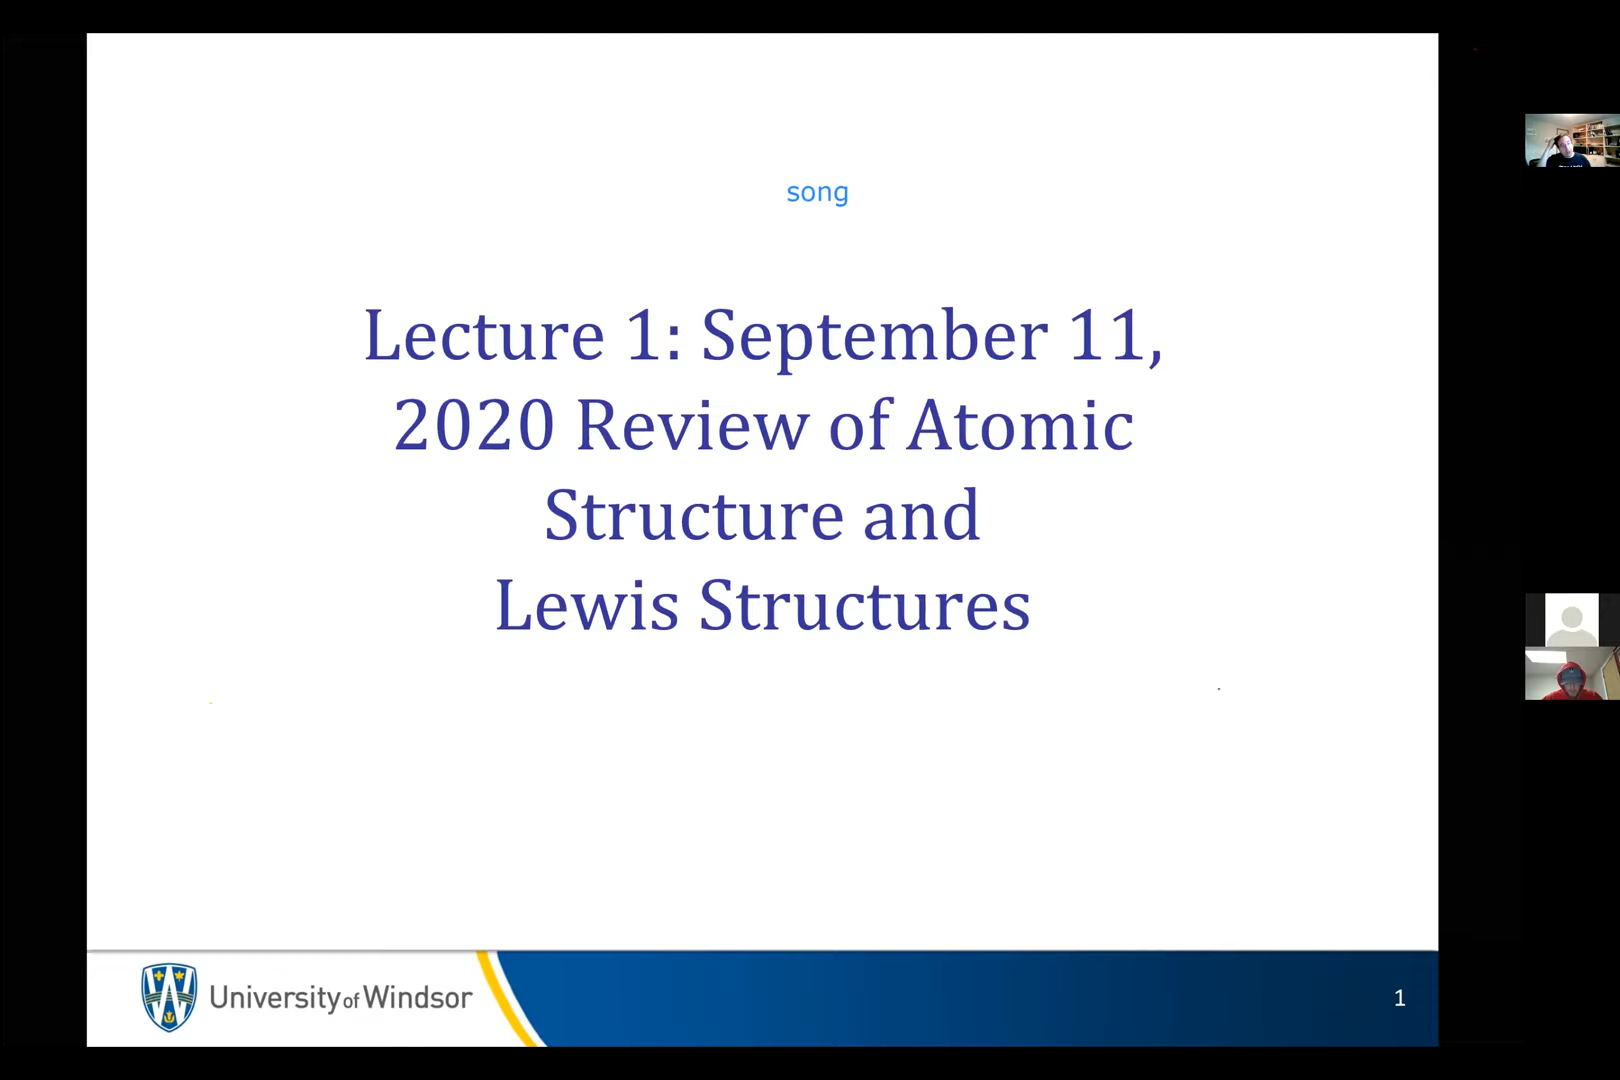 song
Lecture 1: September 11,
2020 Review of Atomic
Structure and
Lewis Structures
University of Windsor
1